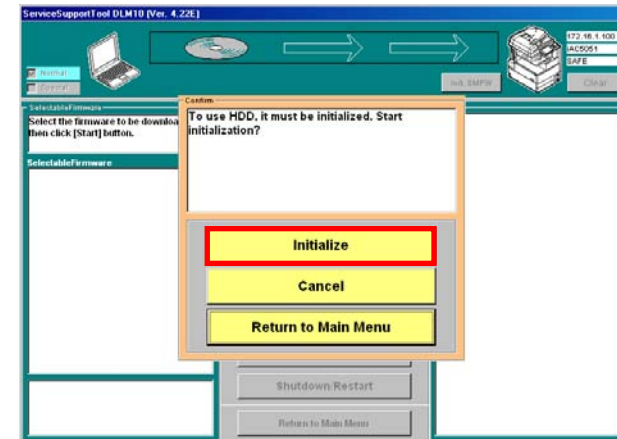 ServiceSupportTool DLM10 (Ver. 4.22E)
172.16.1.100
iAC5051
SAFE
Normal
Special
Init. SMPW
Clear
SelectableFirmware
Select the firmware to be downloa
then click [Start] button.
SelectableFirmware
Confirm
To use HDD, it must be initialized. Start
initialization?
Initialize
Cancel
Return to Main Menu
Shutdown/Restart
Return to Main Menu